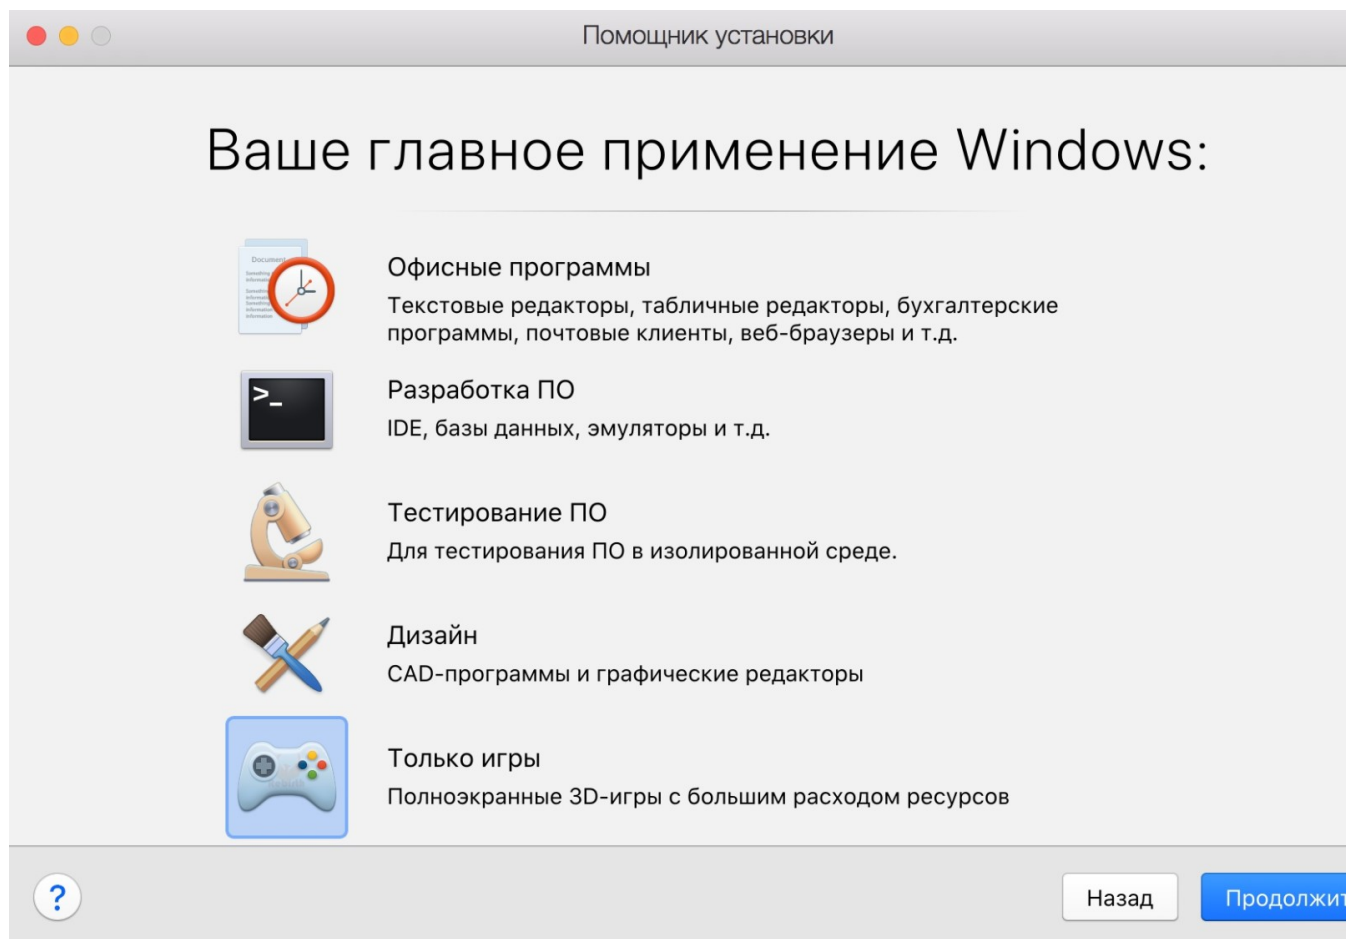 Помощник установки
Ваше главное применение Windows:
Document
Офисные программы
Текстовые редакторы, табличные редакторы, бухгалтерские
программы, почтовые клиенты, веб-браузеры и т.д.
>_
Разработка ПО
IDE, базы данных, эмуляторы и т.д.
Тестирование ПО
Для тестирования ПО в изолированной среде.
Дизайн
CAD-программы и графические редакторы
Только игры
Полноэкранные 3D-игры с большим расходом ресурсов
?
Назад
Продолжит